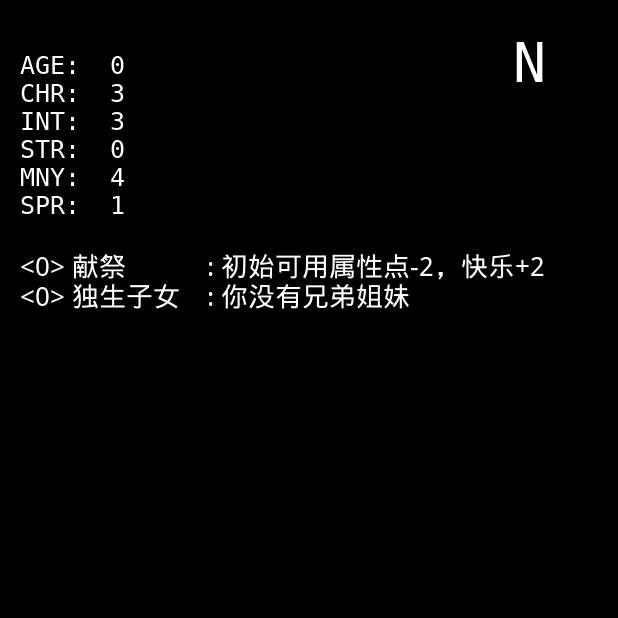 N
AGE: 0
CHR: 3
INT: 3
STR: 0
MNY: 4
SPR: 1
<O> 献祭 : 初始可用属性点-2，快乐+2
<O> 独生子女 : 你没有兄弟姐妹